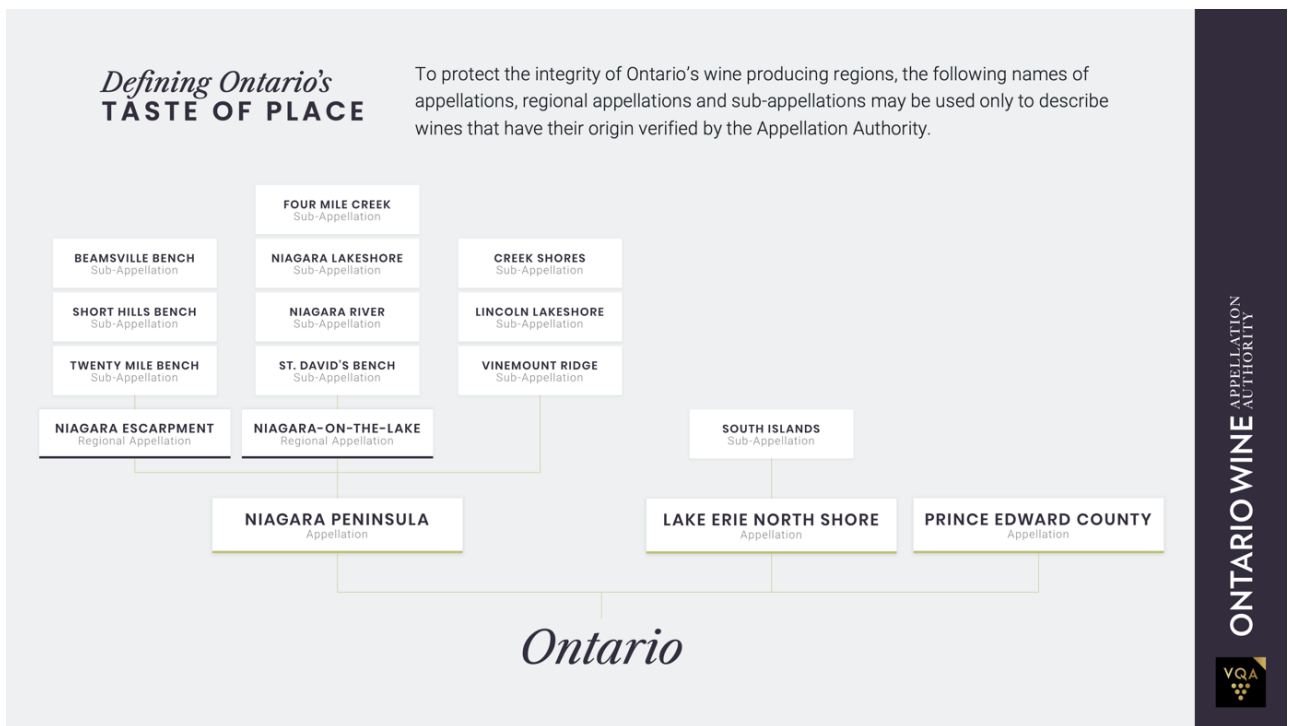 Defining Ontario's
TASTE OF PLACE
To protect the integrity of Ontario's wine producing regions, the following names of
appellations, regional appellations and sub-appellations may be used only to describe
wines that have their origin verified by the Appellation Authority.
FOUR MILE CREEK
Sub-Appellation
BEAMSVILLE BENCH
Sub-Appellation
NIAGARA LAKESHORE
Sub-Appellation
CREEK SHORES
Sub-Appellation
SHORT HILLS BENCH
Sub-Appellation
NIAGARA RIVER
Sub-Appellation
LINCOLN LAKESHORE
Sub-Appellation
TWENTY MILE BENCH
Sub-Appellation
ST. DAVID'S BENCH
Sub-Appellation
VINEMOUNT RIDGE
Sub-Appellation
NIAGARA ESCARPMENT
Regional Appellation
NIAGARA-ON-THE-LAKE
Regional Appellation
SOUTH ISLANDS
Sub-Appellation
NIAGARA PENINSULA
Appellation
LAKE ERIE NORTH SHORE
Appellation
PRINCE EDWARD COUNTY
Appellation
Ontario
ONTARIO WINE APPELLATION
AUTHORITY
VQA